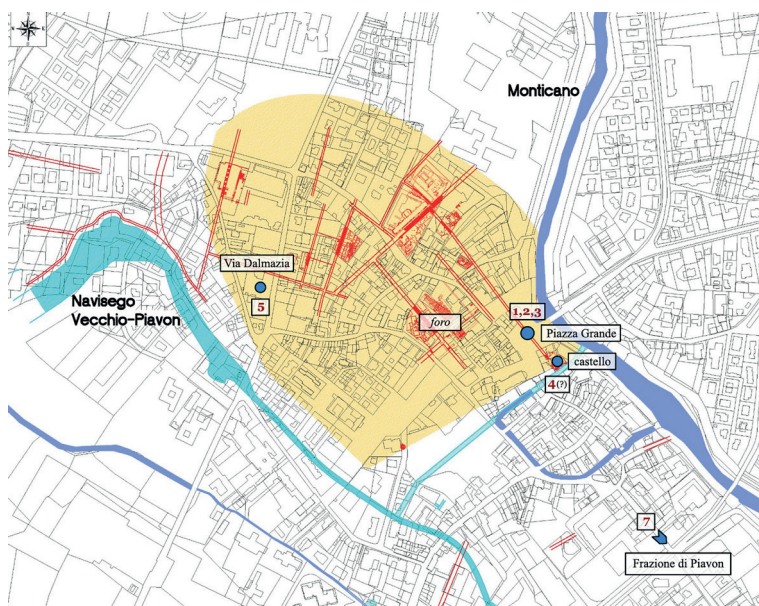 Monticano
Via Dalmazia
5
Navisego
Vecchio-Piavon
foro
1,2,3
Piazza Grande
castello
4(?)
7
Frazione di Piavon